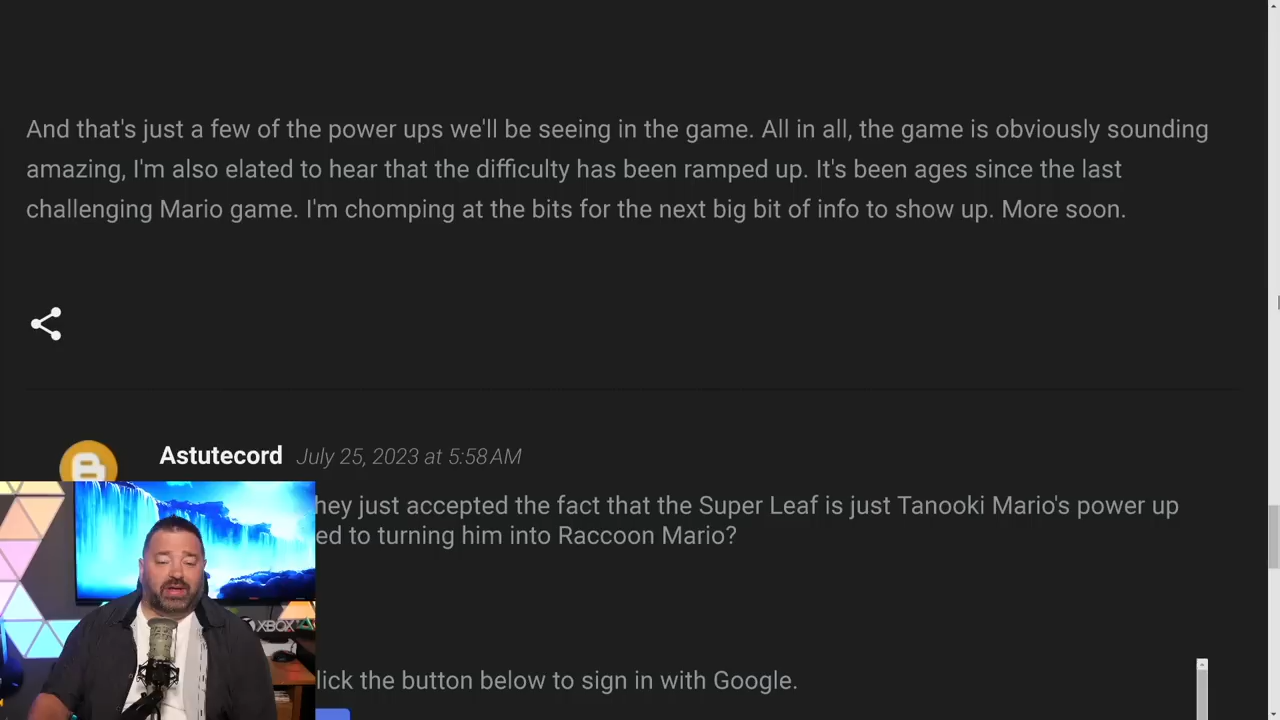 And that's just a few of the power ups we'll be seeing in the game. All in all, the game is obviously sounding
amazing, I'm also elated to hear that the difficulty has been ramped up. It's been ages since the last
challenging Mario game. I'm chomping at the bits for the next big bit of info to show up. More soon.
Astutecord July 25, 2023 at 5:58 AM
hey just accepted the fact that the Super Leaf is just Tanooki Mario's power up
ed to turning him into Raccoon Mario?
XBOX
lick the button below to sign in with Google.